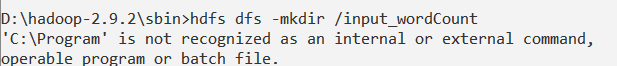 D:\hadoop-2.9.2\sbin>hdfs dfs -mkdir /input_wordCount
'C:\Program' is not recognized as an internal or external command,
operable program or batch file.